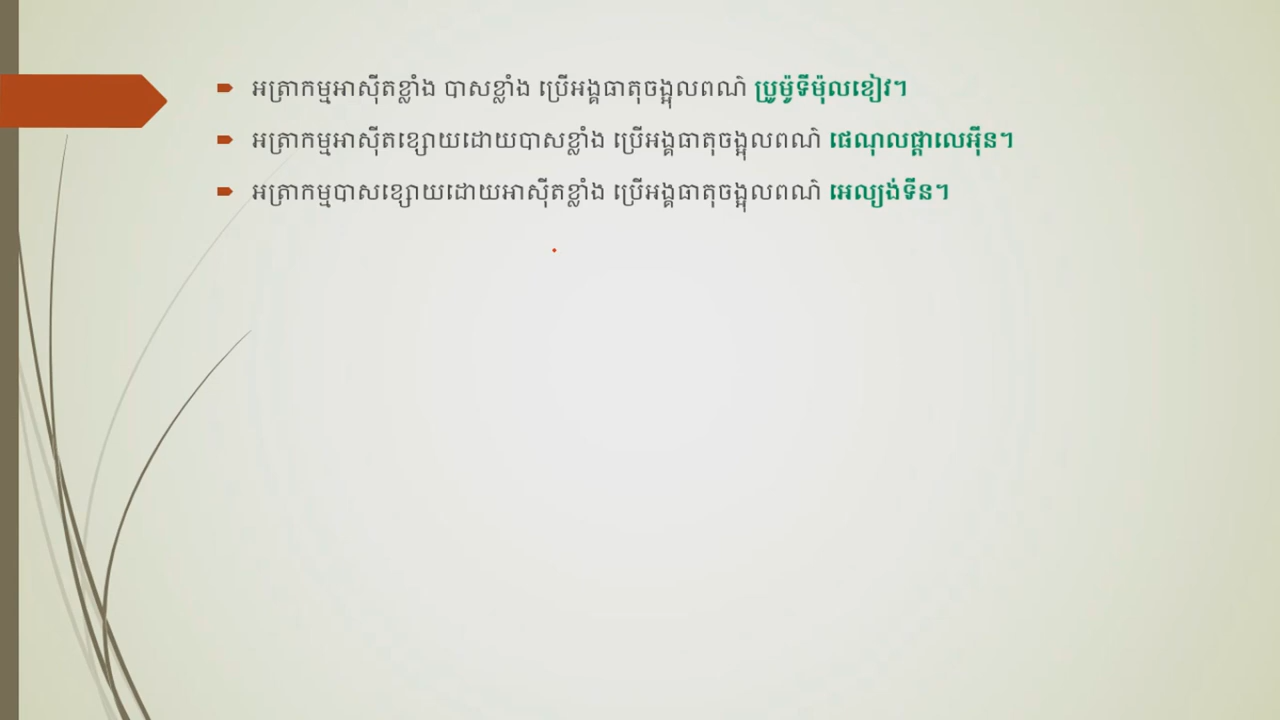 អត្រាកម្មអាស៊ីតខ្លាំង បាសខ្លាំង ប្រើអង្គធាតុចង្អុលពណ៌ ប្រូម៉ូទីម៉ុលខៀវ។
អត្រាកម្មអាស៊ីតខ្សោយដោយបាសខ្លាំង ប្រើអង្គធាតុចង្អុលពណ៌ ផេណុលផ្តាលេអ៊ីន។
អត្រាកម្មបាសខ្សោយដោយអាស៊ីតខ្លាំង ប្រើអង្គធាតុចង្អុលពណ៌ អេល្យង់ទីន។